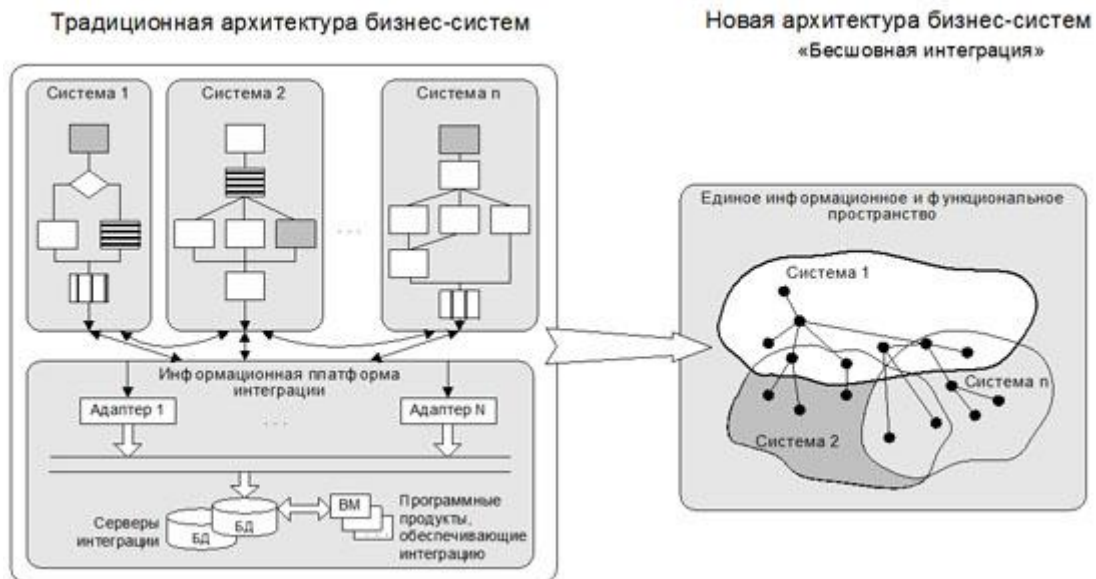 Традиционная архитектура бизнес-систем
Новая архитектура бизнес-систем
«Бесшовная интеграция»
Система 1
Система 2
Система n
. . .
Информационная платформа
интеграции
Адаптер 1
. . .
Адаптер N
Серверы
интеграции
БД
БД
ВМ
. . .
Программные
продукты,
обеспечивающие
интеграцию
Единое информационное и функциональное
пространство
Система 1
Система n
Система 2